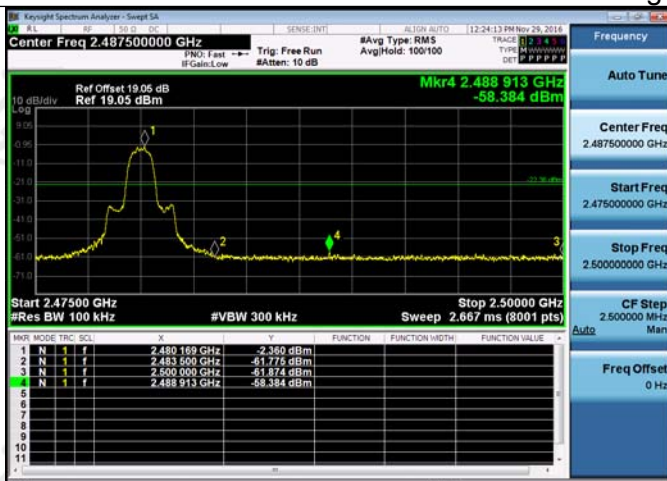 Keysight Spectrum Analyzer - Swept SA
RL RF 50 Ω DC SENSE:INT ALIGN AUTO 12:24:13 PM Nov 29, 2016
Center Freq 2.487500000 GHz
PNO: Fast
IFGain:Low
Trig: Free Run
#Atten: 10 dB
#Avg Type: RMS
Avg|Hold: 100/100
TRACE 1 2 3 4 5 6
TYPE M WWWWW
DET P P P P P P
Frequency
Auto Tune
Center Freq
2.487500000 GHz
Start Freq
2.475000000 GHz
Stop Freq
2.500000000 GHz
CF Step
2.500000 MHz
Auto Man
Freq Offset
0 Hz
Mkr4 2.488 913 GHz
-58.384 dBm
Ref Offset 19.05 dB
Ref 19.05 dBm
10 dB/div
Log
9.05
-0.95
-11.0
-21.0
-31.0
-41.0
-51.0
-61.0
-71.0
1
2
4
3
Start 2.47500 GHz
#Res BW 100 kHz
#VBW 300 kHz
Stop 2.50000 GHz
Sweep 2.667 ms (8001 pts)
MKR MODE TRC SCL X Y FUNCTION FUNCTION WIDTH FUNCTION VALUE
1 N 1 f 2.480 169 GHz -2.360 dBm
2 N 1 f 2.483 500 GHz -61.775 dBm
3 N 1 f 2.500 000 GHz -61.874 dBm
4 N 1 f 2.488 913 GHz -58.384 dBm
5
6
7
8
9
10
11